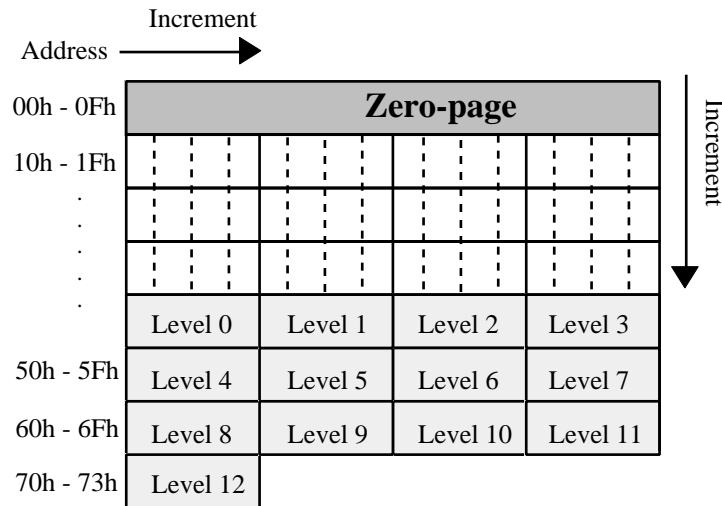 Increment
Address
00h - 0Fh Zero-page
10h - 1Fh
.
.
.
.
.
Level 0 Level 1 Level 2 Level 3
50h - 5Fh Level 4 Level 5 Level 6 Level 7
60h - 6Fh Level 8 Level 9 Level 10 Level 11
70h - 73h Level 12
Increment